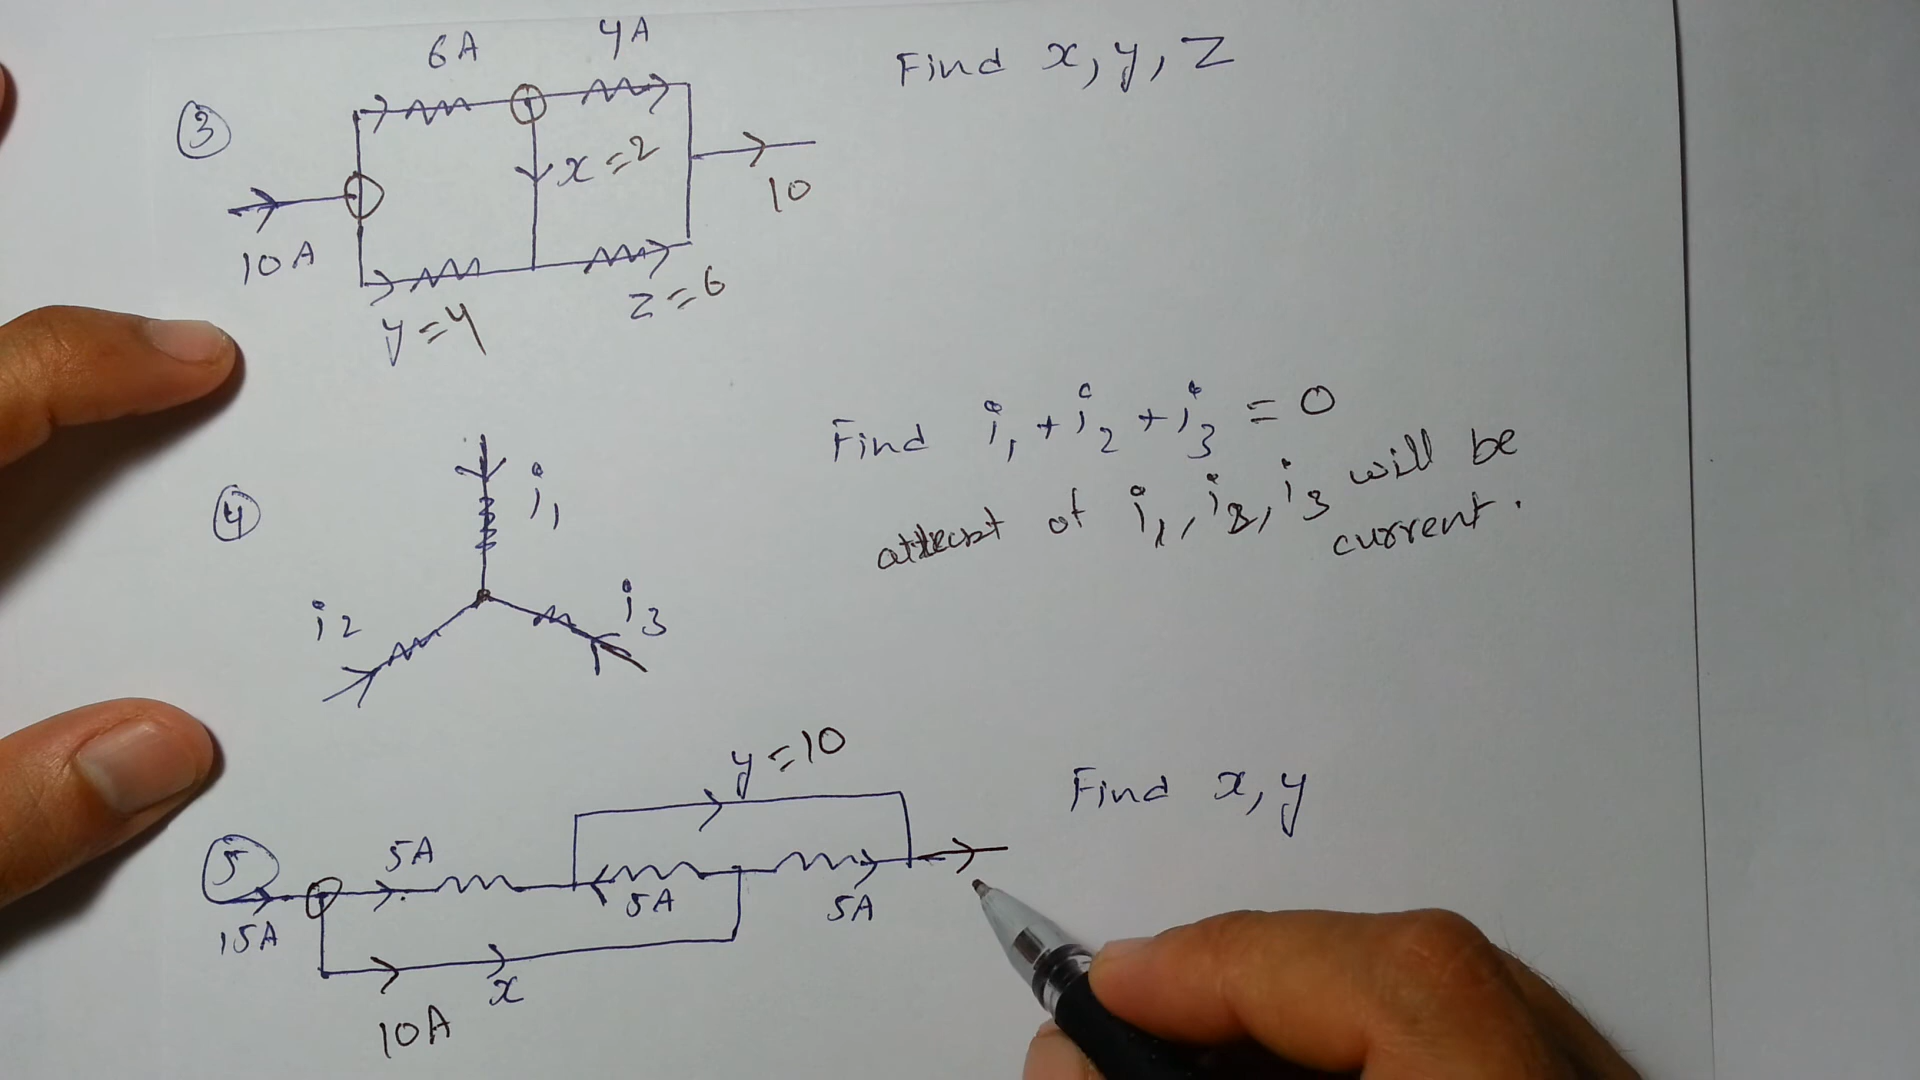 ③
6A
4A
Find x, y, z
x = 2
10A
10
y = 4
z = 6
④
i1
i2
i3
Find i1 + i2 + i3 = 0
of i1, i2, i3 will be
current.
⑤
y = 10
Find x, y
5A
15A
5A
5A
x
10A